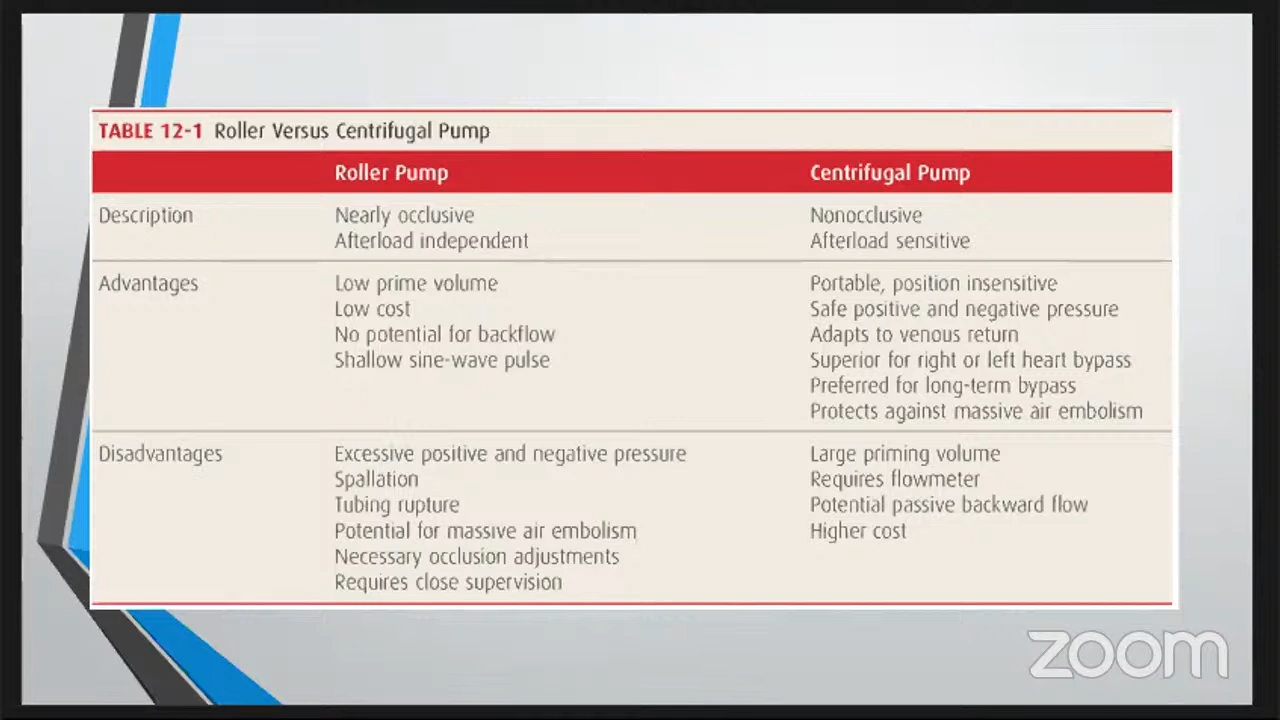 TABLE 12-1 Roller Versus Centrifugal Pump
Roller Pump Centrifugal Pump
Description Nearly occlusive Nonocclusive
Afterload independent Afterload sensitive
Advantages Low prime volume Portable, position insensitive
Low cost Safe positive and negative pressure
No potential for backflow Adapts to venous return
Shallow sine-wave pulse Superior for right or left heart bypass
Preferred for long-term bypass
Protects against massive air embolism
Disadvantages Excessive positive and negative pressure Large priming volume
Spallation Requires flowmeter
Tubing rupture Potential passive backward flow
Potential for massive air embolism Higher cost
Necessary occlusion adjustments
Requires close supervision
zoom